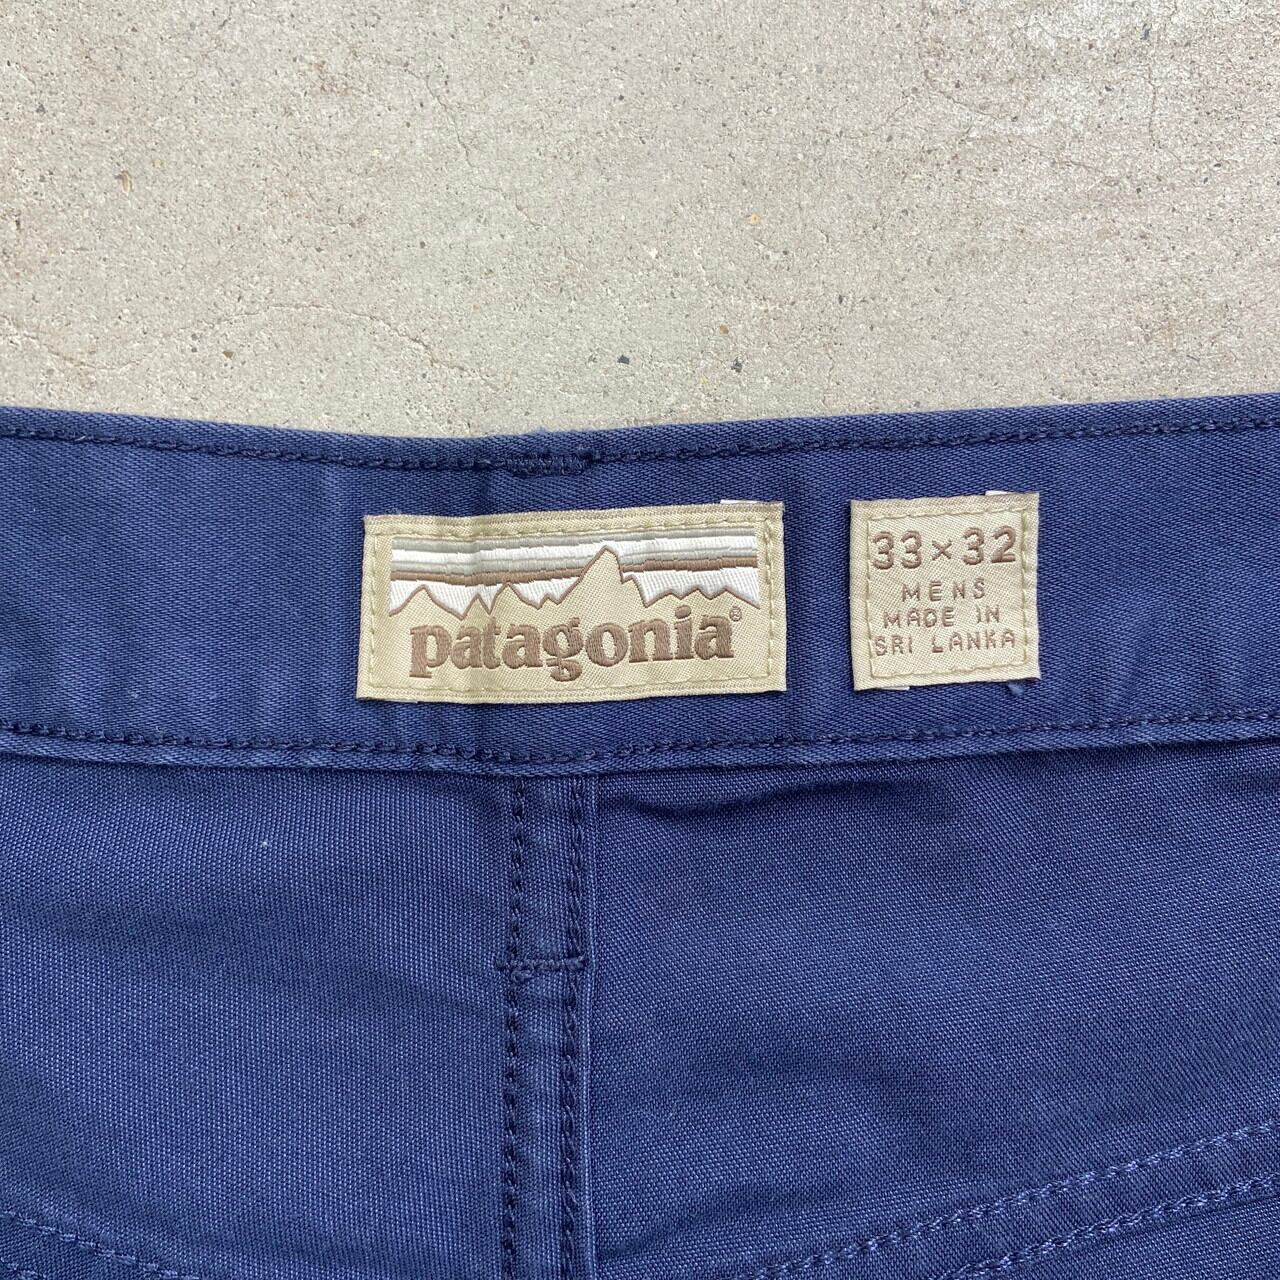 patagonia®
33×32
MENS
MADE IN
SRI LANKA